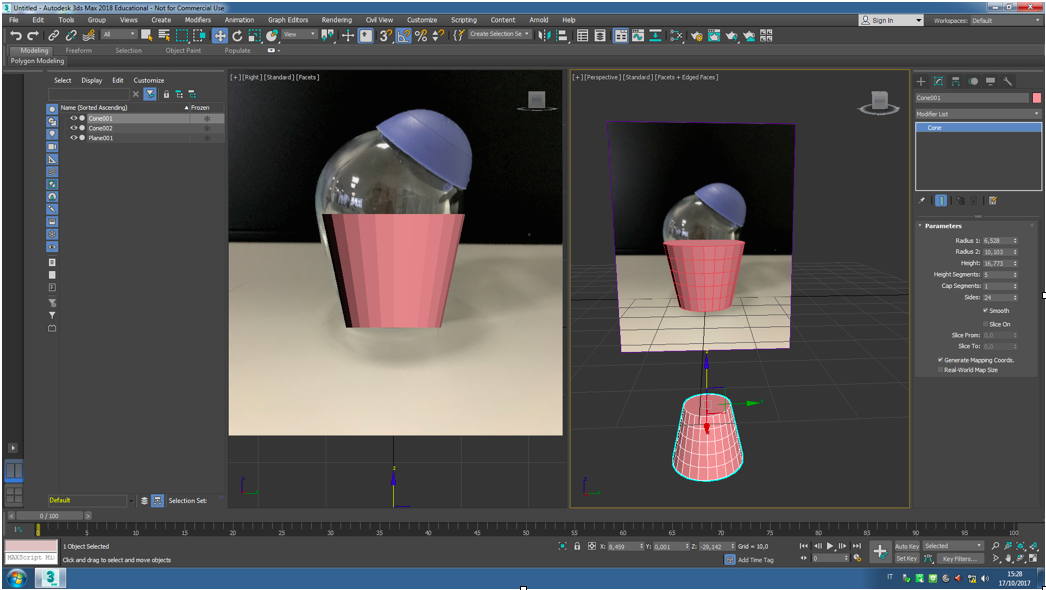 Untitled - Autodesk 3ds Max 2018 Educational - Not for Commercial Use
File Edit Tools Group Views Create Modifiers Animation Graph Editors Rendering Civil View Customize Scripting Content Arnold Help
Sign In Workspaces: Default
All View Create Selection Se
Modeling Freeform Selection Object Paint Populate
Polygon Modeling
Select Display Edit Customize
Name (Sorted Ascending) Frozen
Cone001
Cone002
Plane001
[+] [Right] [Standard] [Facets]
[+] [Perspective] [Standard] [Facets + Edged Faces]
Cone001
Modifier List
Cone
Parameters
Radius 1: 6,528
Radius 2: 10,103
Height: 16,773
Height Segments: 5
Cap Segments: 1
Sides: 24
Smooth
Slice On
Slice From: 0,0
Slice To: 0,0
Generate Mapping Coords.
Real-World Map Size
Default Selection Set:
0 / 100
0 5 10 15 20 25 30 35 40 45 50 55 60 65 70 75 80 85 90 95 100
1 Object Selected
X: 8,459 Y: 0,001 Z: -29,142 Grid = 10,0
Auto Key Selected
MAXScript Mi
Click and drag to select and move objects
Add Time Tag
0
Set Key Key Filters...
IT
15:28
17/10/2017